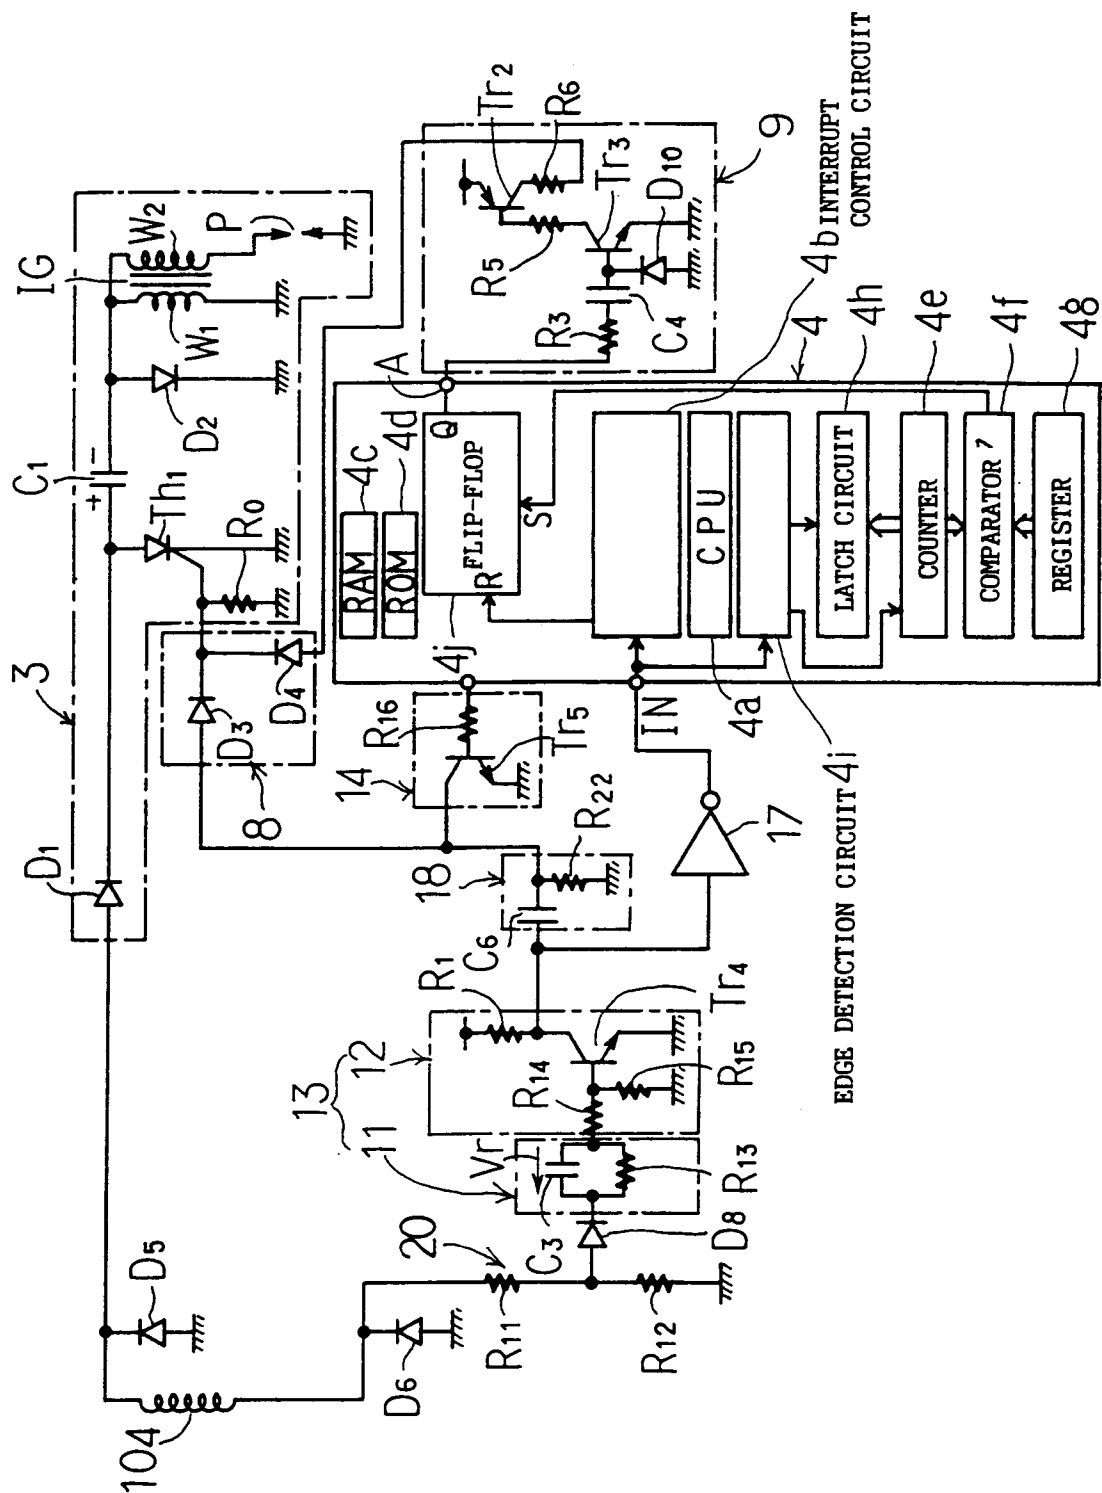 3
D1
C1
+
−
IG
W2
P
W1
D2
Th1
R0
8
D3
D4
104
D5
D6
20
R11
R12
D8
13
11
12
Vr
C3
R13
R14
R15
R1
Tr4
C6
18
R22
17
14
R16
Tr5
4j
IN
A
9
Tr2
R6
R5
Tr3
D10
R3
C4
RAM
4c
ROM
4d
FLIP-FLOP
R
Q
S
4b INTERRUPT
CONTROL CIRCUIT
CPU
4a
EDGE DETECTION CIRCUIT 4i
LATCH CIRCUIT
4h
COUNTER
4e
COMPARATOR
4f
REGISTER
4g
4